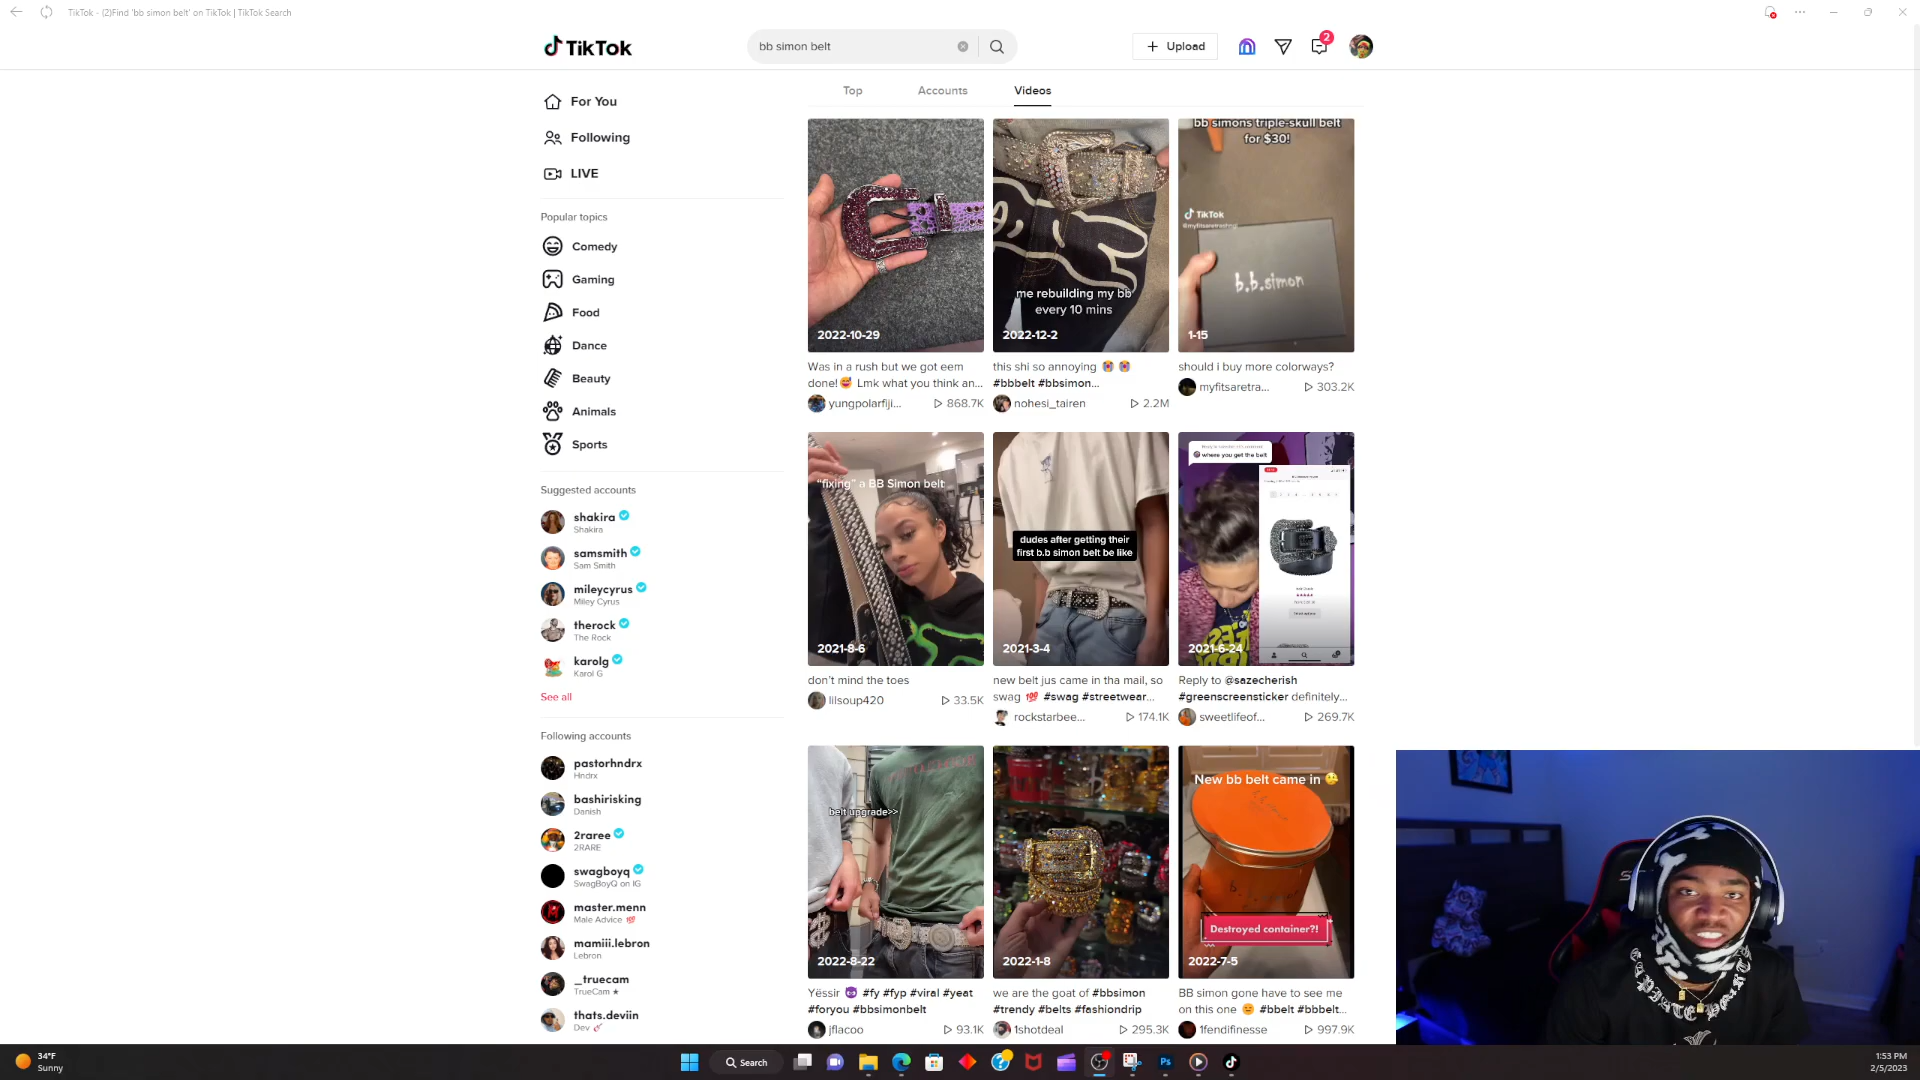 TikTok - (2)Find 'bb simon belt' on TikTok | TikTok Search
TikTok
bb simon belt
Upload
2
For You
Following
LIVE
Popular topics
Comedy
Gaming
Food
Dance
Beauty
Animals
Sports
Suggested accounts
shakira
Shakira
samsmith
Sam Smith
mileycyrus
Miley Cyrus
therock
The Rock
karolg
Karol G
See all
Following accounts
pastorhndrx
Hndrx
bashirisking
Danish
2raree
2RARE
swagboyq
SwagBoyQ on IG
master.menn
Male Advice 💯
mamiii.lebron
Lebron
_truecam
TrueCam ★
thats.deviin
Dev
Top
Accounts
Videos
2022-10-29
Was in a rush but we got eem
done!😅 Lmk what you think an...
yungpolarfiji...
868.7K
me rebuilding my bb
every 10 mins
2022-12-2
this shi so annoying
#bbbelt #bbsimon...
nohesi_tairen
2.2M
bb simons triple-skull belt
for $30!
TikTok
b.b.simon
1-15
should i buy more colorways?
myfitsaretra...
303.2K
“fixing” a BB Simon belt
2021-8-6
don’t mind the toes
lilsoup420
33.5K
dudes after getting their
first b.b simon belt be like
2021-3-4
new belt jus came in tha mail, so
swag 💯 #swag #streetwear...
rockstarbee...
174.1K
where you get the belt
2021-6-24
Reply to @sazecherish
#greenscreensticker definitely...
sweetlifeof...
269.7K
belt upgrade>>
2022-8-22
Yëssir 😈 #fy #fyp #viral #yeat
#foryou #bbsimonbelt
jflacoo
93.1K
2022-1-8
we are the goat of #bbsimon
#trendy #belts #fashiondrip
1shotdeal
295.3K
New bb belt came in
Destroyed container?!
2022-7-5
BB simon gone have to see me
on this one #bbelt #bbbelt...
1fendifinesse
997.9K
34°F
Sunny
Search
Ps
1:53 PM
2/5/2023